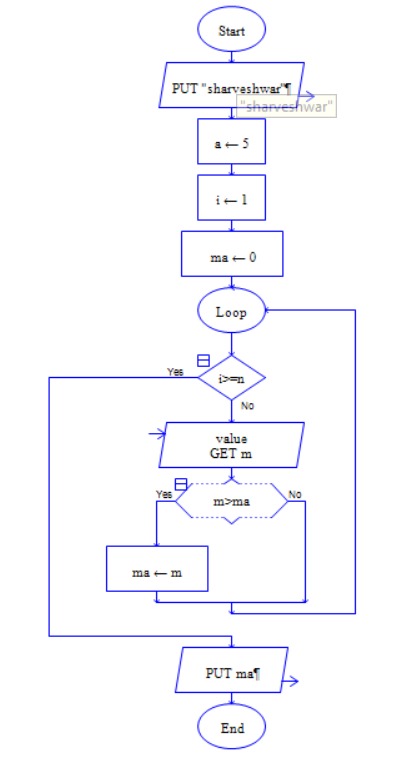 Start
PUT "sharveshwar"¶
"sharveshwar"
a ← 5
i ← 1
ma ← 0
Loop
Yes
i>=n
No
value
GET m
Yes
m>ma
No
ma ← m
PUT ma¶
End